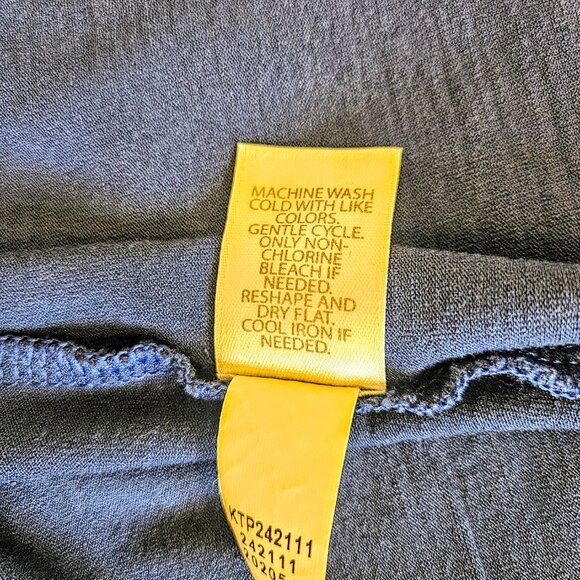 MACHINE WASH
COLD WITH LIKE
COLORS.
GENTLE CYCLE.
ONLY NON-
CHLORINE
BLEACH IF
NEEDED.
RESHAPE AND
DRY FLAT.
COOL IRON IF
NEEDED.
KTP242111
242111
20205